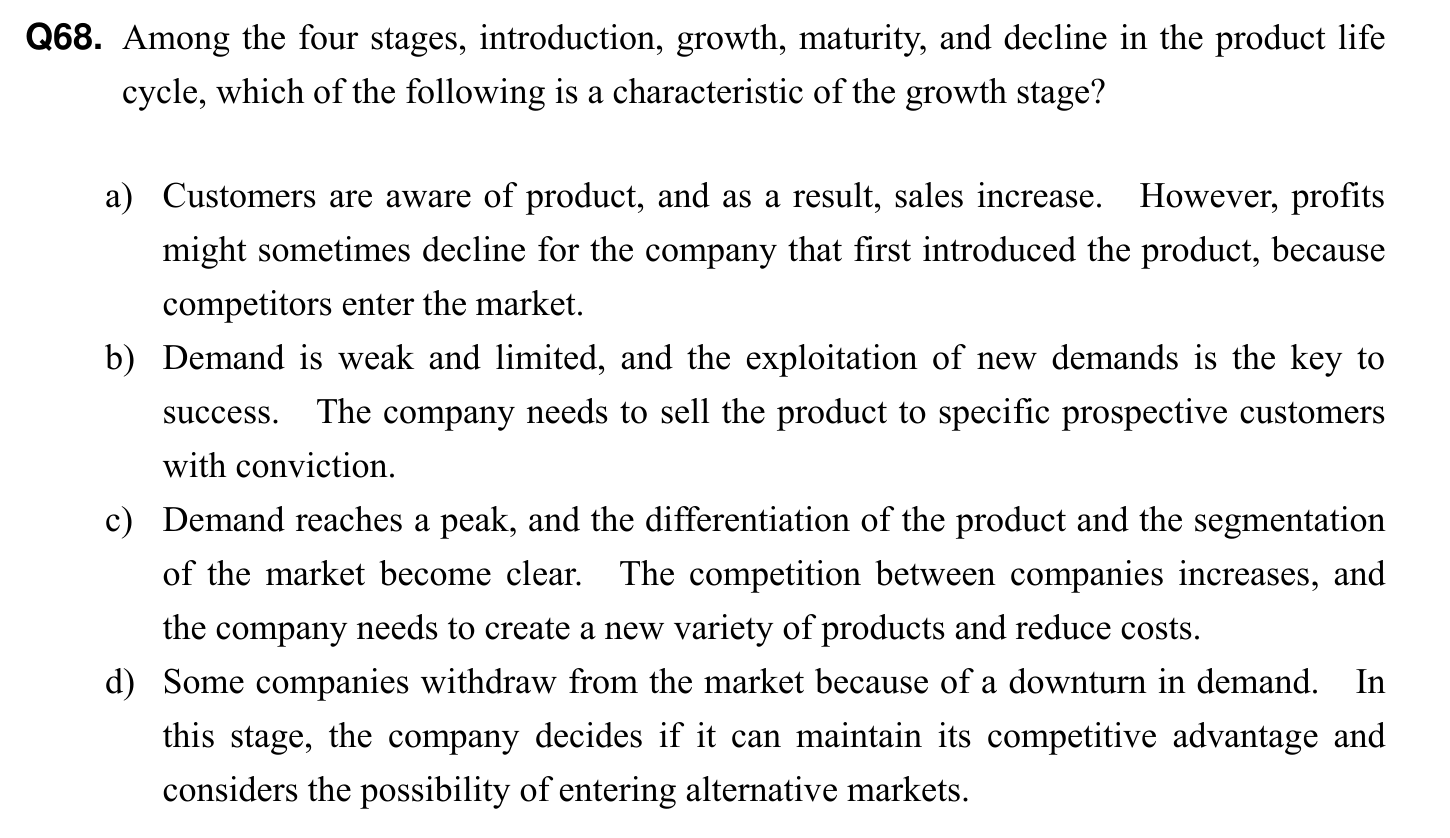 Q68. Among the four stages, introduction, growth, maturity, and decline in the product life
cycle, which of the following is a characteristic of the growth stage?
a) Customers are aware of product, and as a result, sales increase. However, profits
might sometimes decline for the company that first introduced the product, because
competitors enter the market.
b) Demand is weak and limited, and the exploitation of new demands is the key to
success. The company needs to sell the product to specific prospective customers
with conviction.
c) Demand reaches a peak, and the differentiation of the product and the segmentation
of the market become clear. The competition between companies increases, and
the company needs to create a new variety of products and reduce costs.
d) Some companies withdraw from the market because of a downturn in demand. In
this stage, the company decides if it can maintain its competitive advantage and
considers the possibility of entering alternative markets.